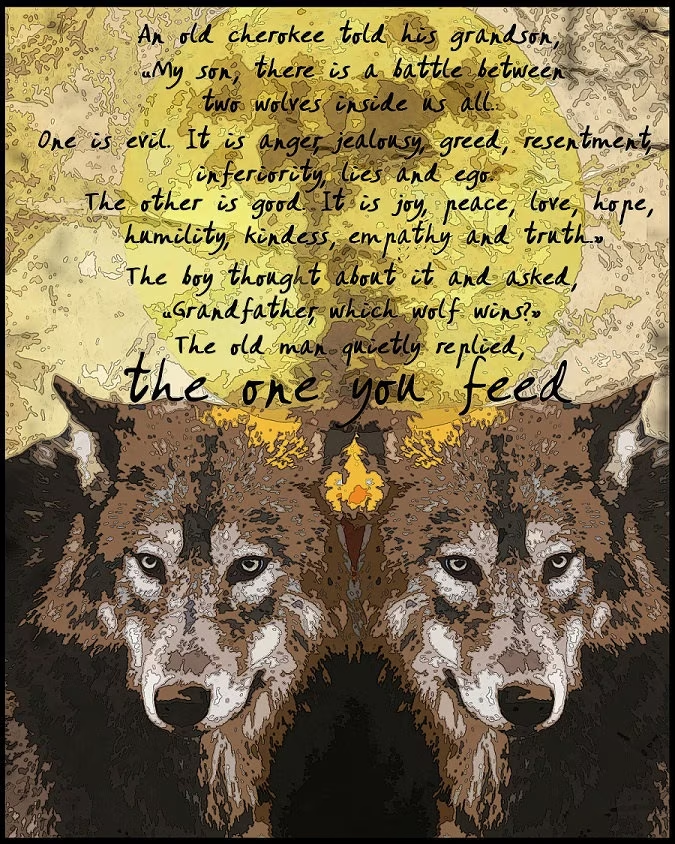 An old cherokee told his grandson,
«My son, there is a battle between
two wolves inside us all.
One is evil. It is anger, jealousy, greed, resentment,
inferiority, lies and ego.
The other is good. It is joy, peace, love, hope,
humility, kindess, empathy and truth.»
The boy thought about it and asked,
«Grandfather, which wolf wins?»
The old man quietly replied,
the one you feed